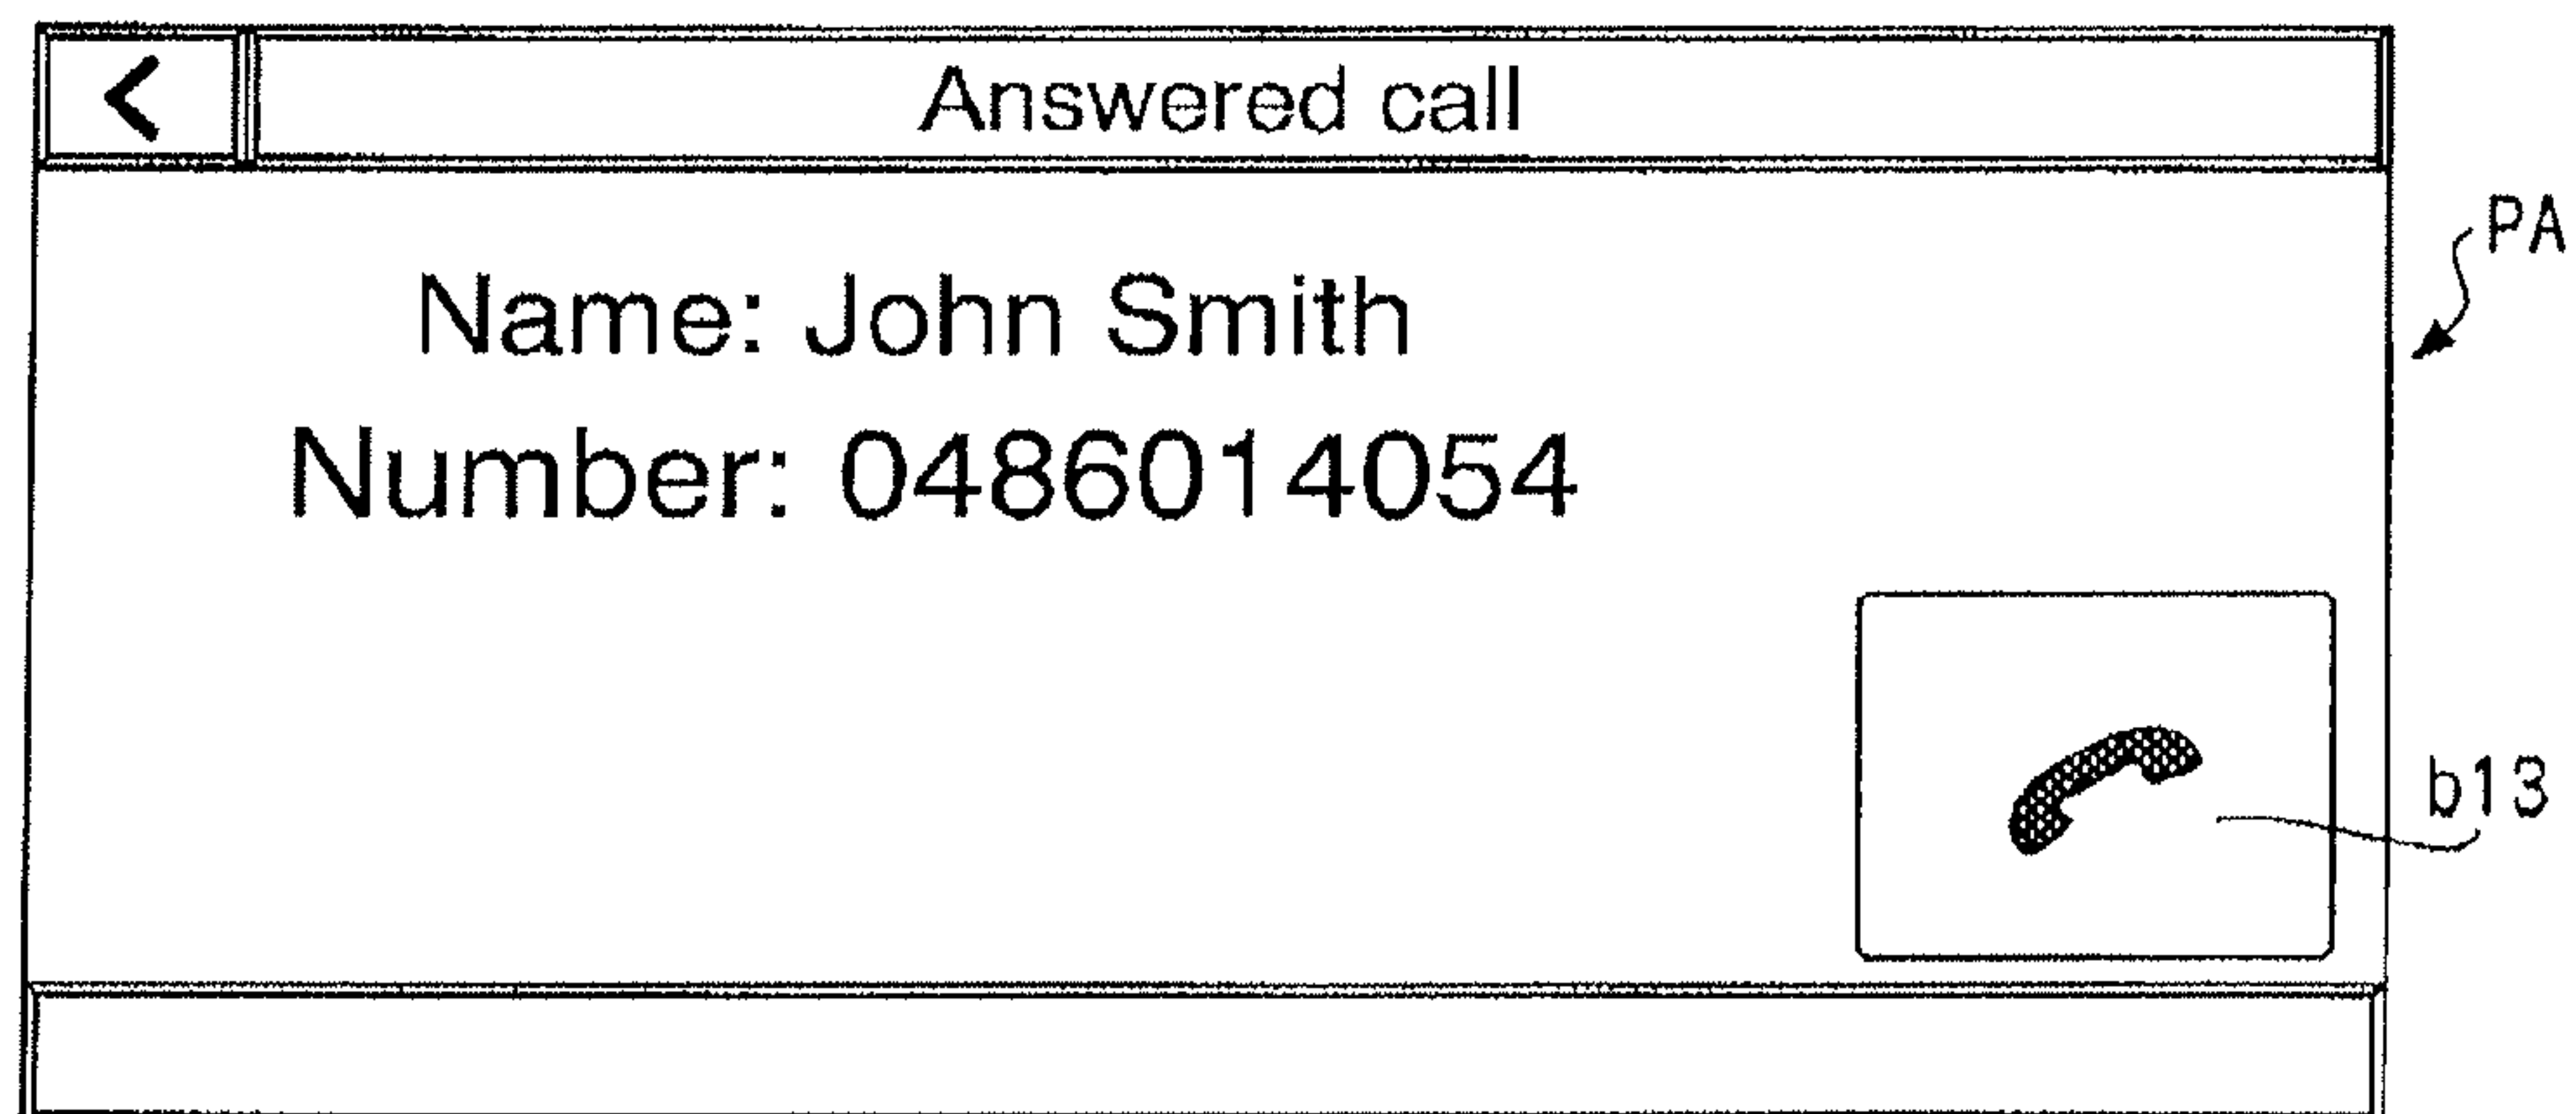 < Answered call
PA
Name: John Smith
Number: 0486014054
b13